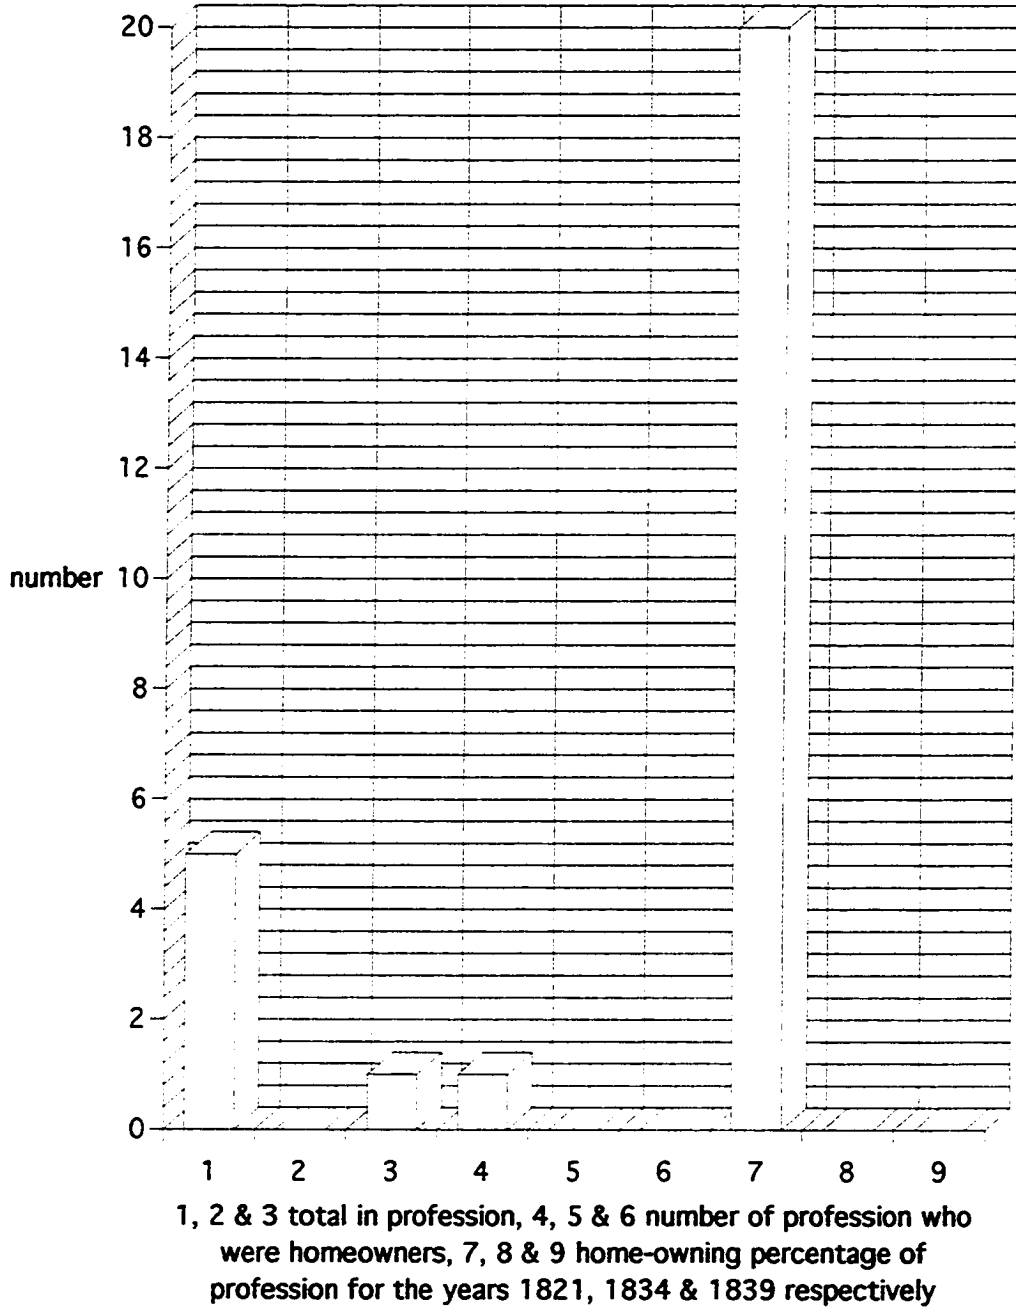 20
18
16
14
12
number 10
8
6
4
2
0
1 2 3 4 5 6 7 8 9
1, 2 & 3 total in profession, 4, 5 & 6 number of profession who
were homeowners, 7, 8 & 9 home-owning percentage of
profession for the years 1821, 1834 & 1839 respectively